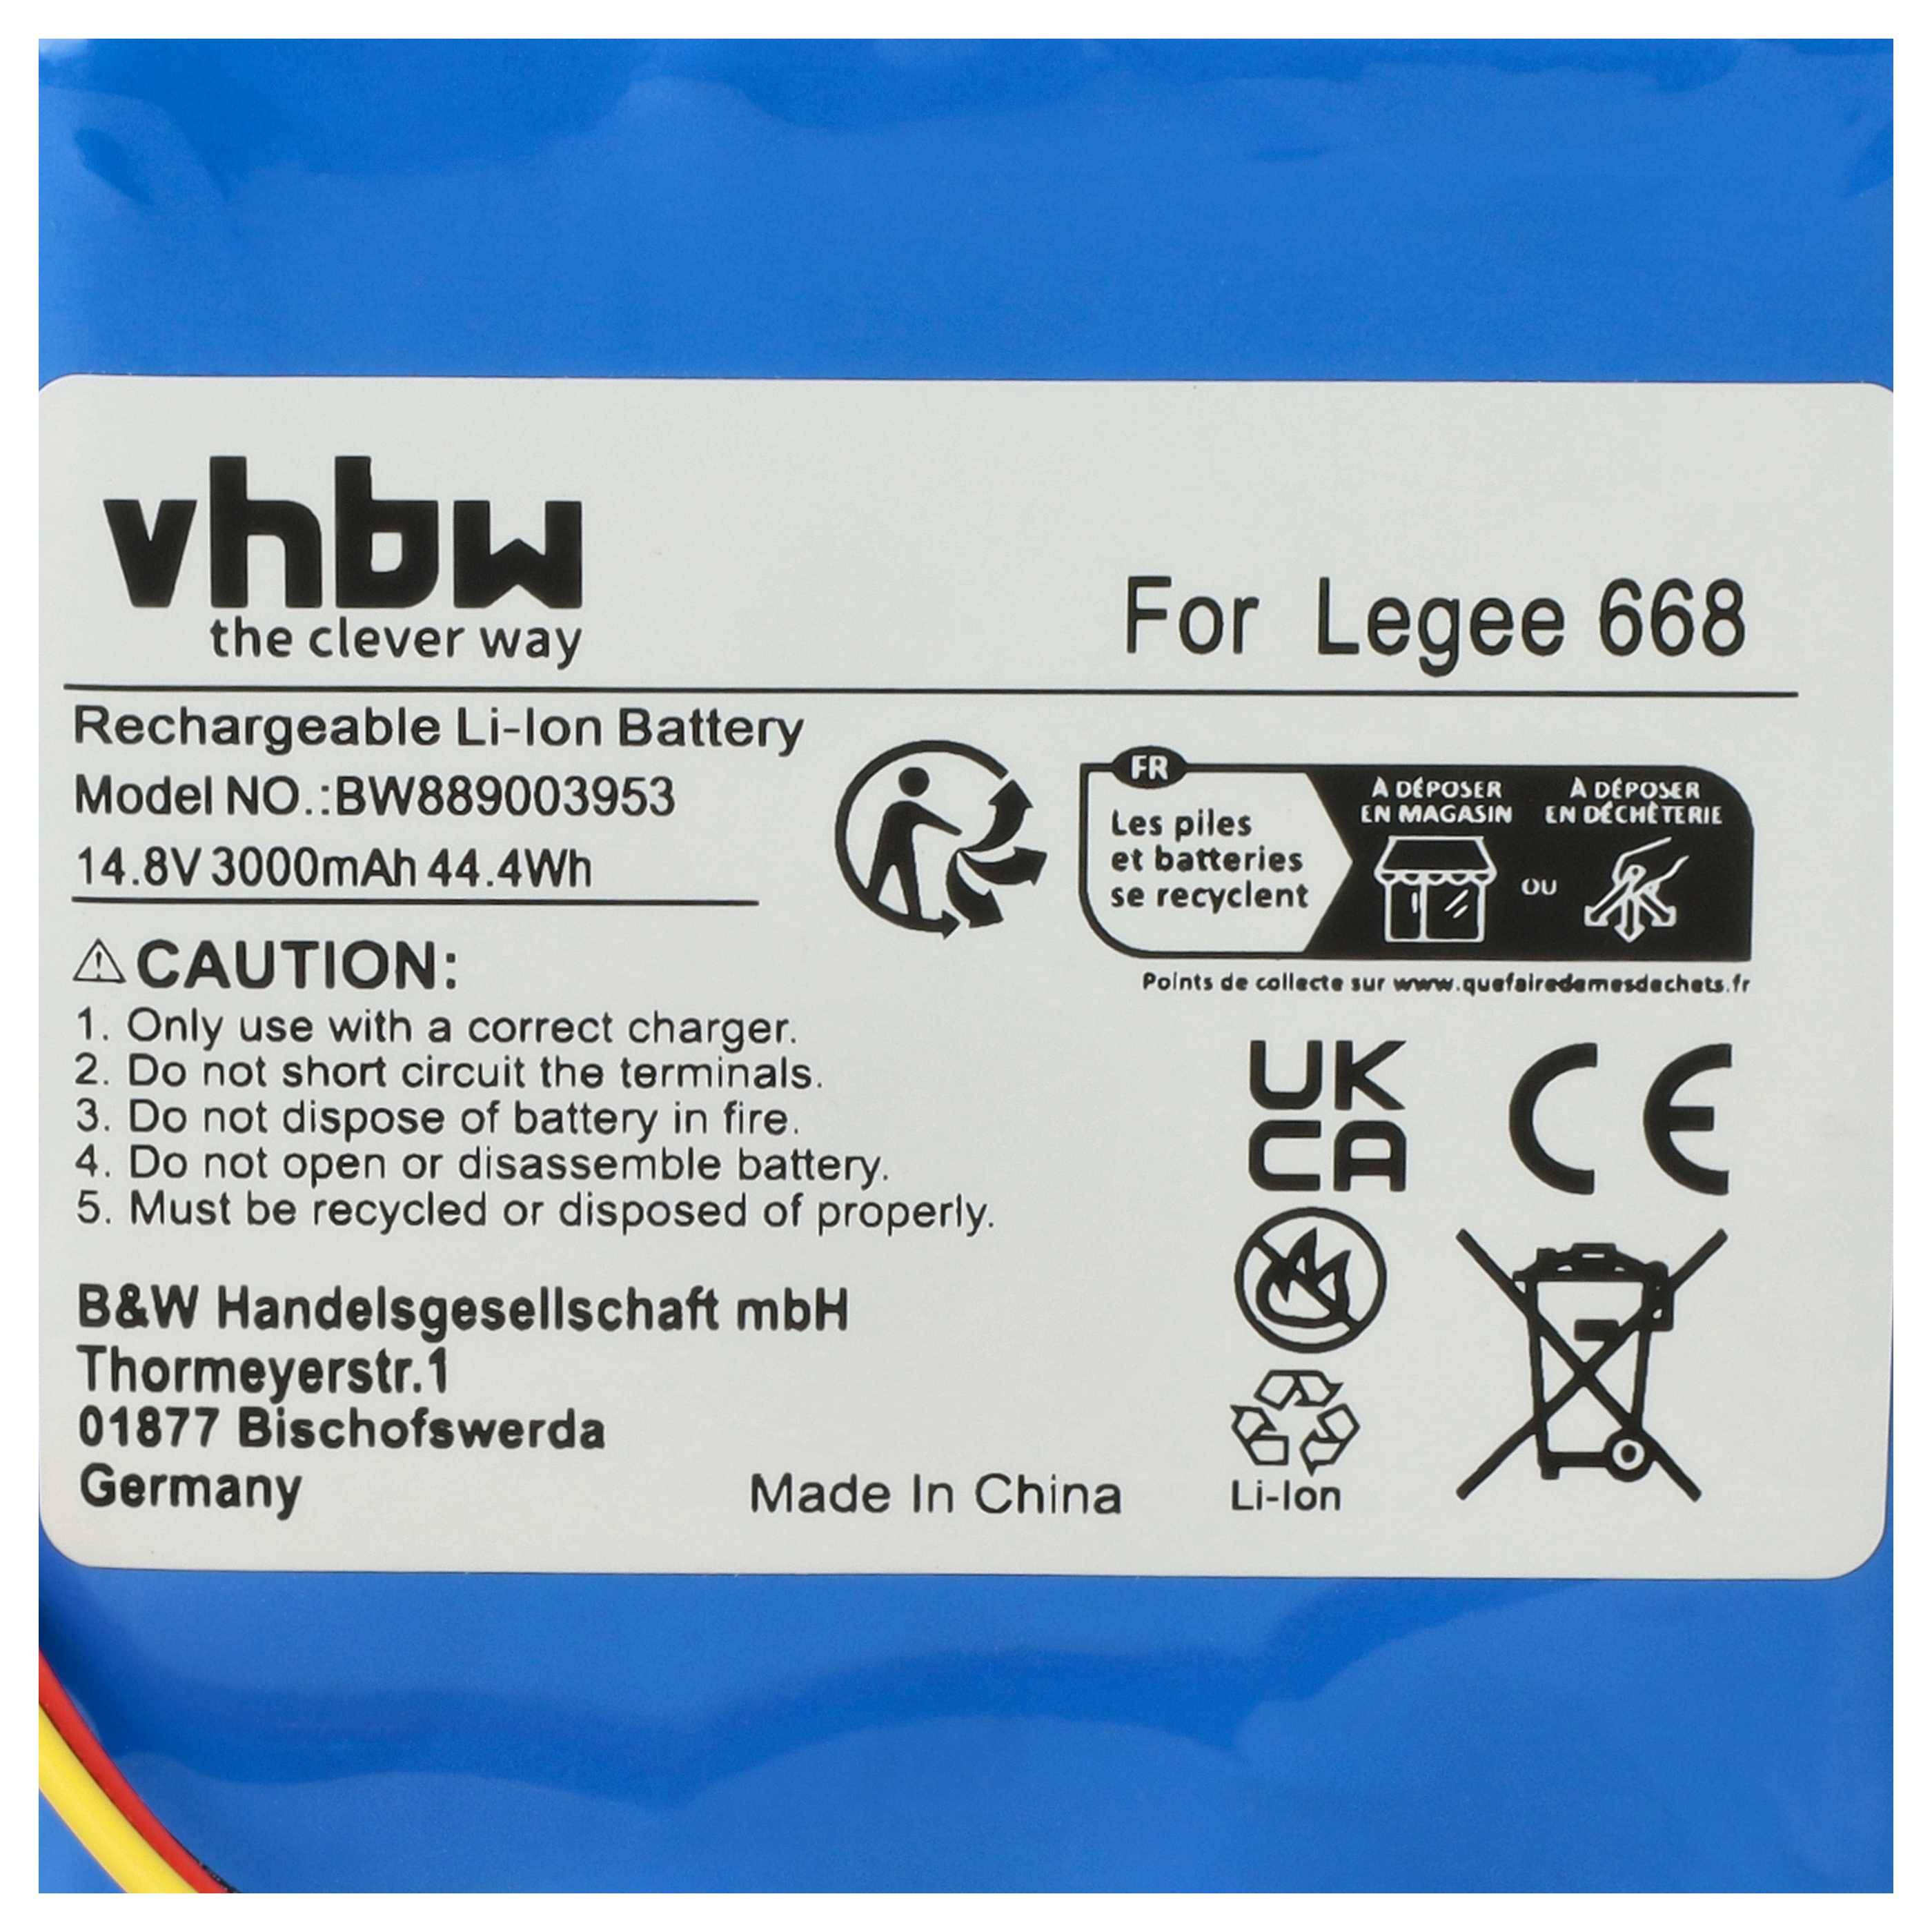 vhbw
the clever way
For Legee 668
Rechargeable Li-Ion Battery
Model NO.:BW889003953
14.8V 3000mAh 44.4Wh
FR
Les piles
et batteries
se recyclent
À DÉPOSER
EN MAGASIN
OU
À DÉPOSER
EN DÉCHÈTERIE
Points de collecte sur www.quefairedemesdechets.fr
CAUTION:
1. Only use with a correct charger.
2. Do not short circuit the terminals.
3. Do not dispose of battery in fire.
4. Do not open or disassemble battery.
5. Must be recycled or disposed of properly.
UK
CA
CE
B&W Handelsgesellschaft mbH
Thormeyerstr.1
01877 Bischofswerda
Germany
Made In China
Li-Ion